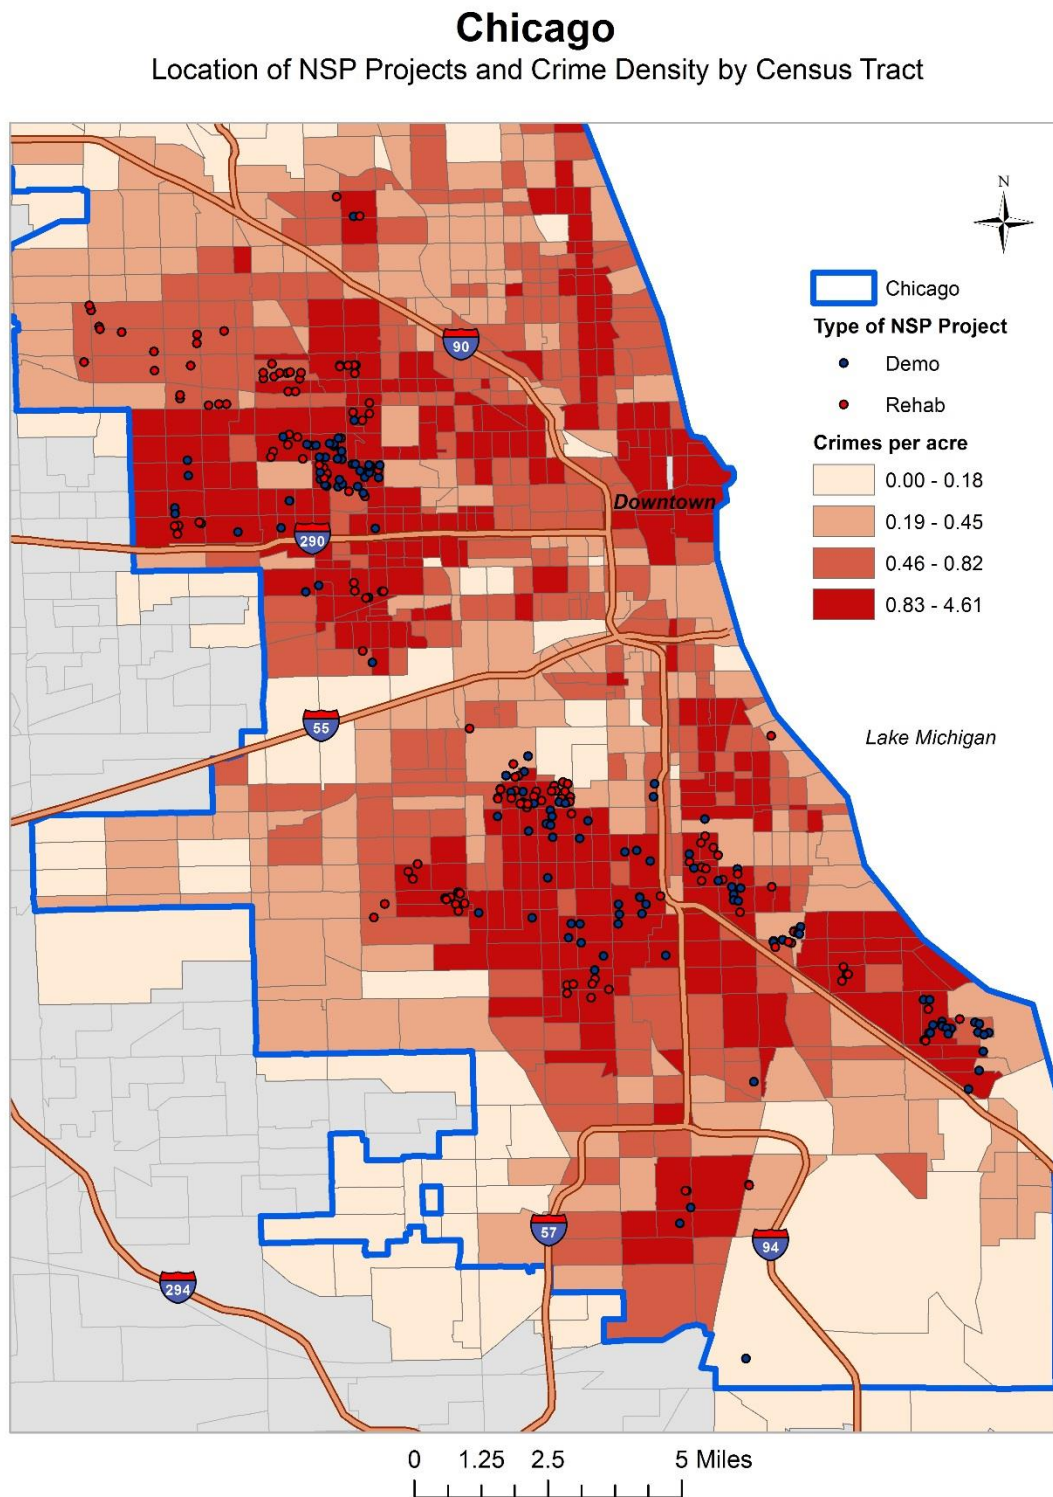 Chicago
Location of NSP Projects and Crime Density by Census Tract
N
Chicago
Type of NSP Project
Demo
Rehab
Crimes per acre
0.00 - 0.18
0.19 - 0.45
0.46 - 0.82
0.83 - 4.61
90
Downtown
290
55
Lake Michigan
57
94
294
0 1.25 2.5 5 Miles